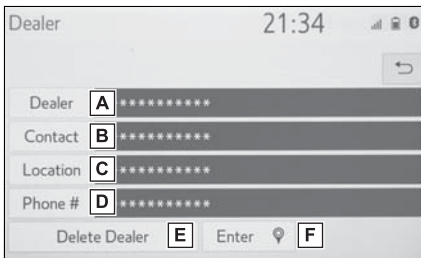 Dealer 21:34
Dealer A **********
Contact B **********
Location C **********
Phone # D **********
Delete Dealer E Enter F